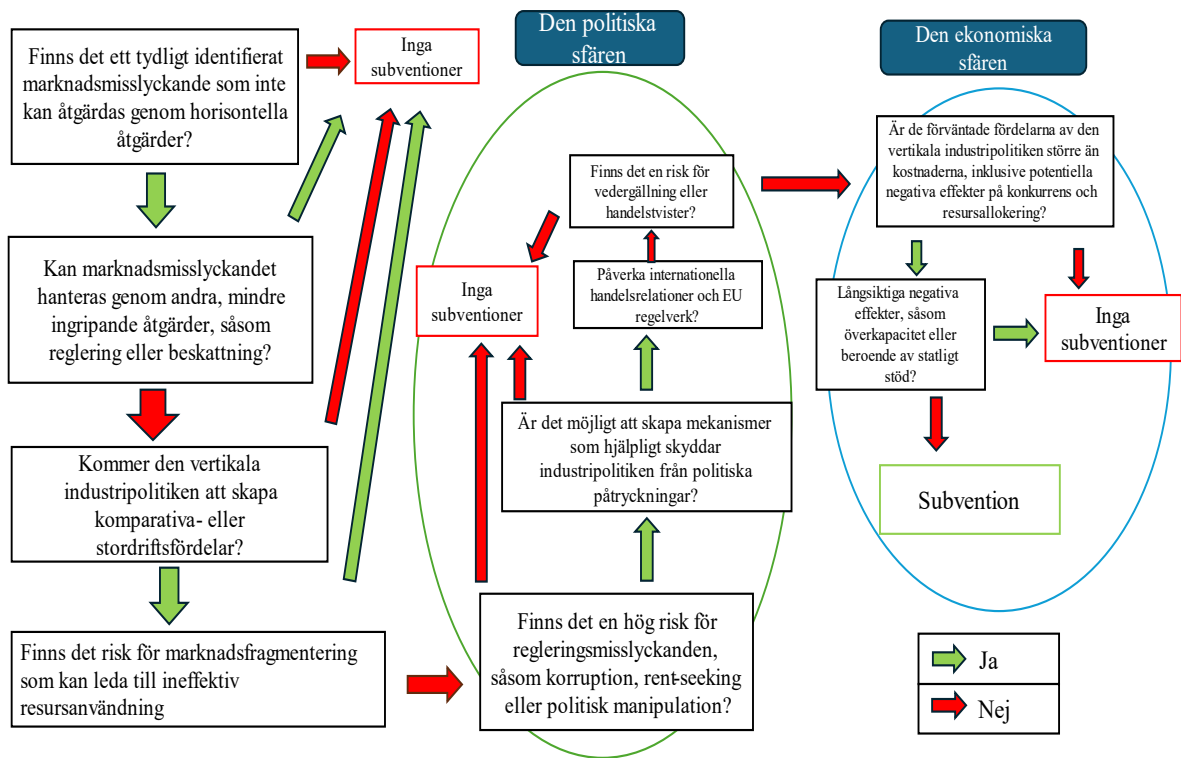 Finns det ett tydligt identifierat
marknadsmisslyckande som inte
kan åtgärdas genom horisontella
åtgärder?
Inga
subventioner
Kan marknadsmisslyckandet
hanteras genom andra, mindre
ingripande åtgärder, såsom
reglering eller beskattning?
Kommer den vertikala
industripolitiken att skapa
komparativa- eller
stordriftsfördelar?
Finns det risk för marknadsfragmentering
som kan leda till ineffektiv
resursanvändning
Den politiska
sfären
Finns det en risk för
vedergällning eller
handelstvister?
Inga
subventioner
Påverka internationella
handelsrelationer och EU
regelverk?
Är det möjligt att skapa mekanismer
som hjälpligt skyddar
industripolitiken från politiska
påtryckningar?
Finns det en hög risk för
regleringsmisslyckanden,
såsom korruption, rent-seeking
eller politisk manipulation?
Den ekonomiska
sfären
Är de förväntade fördelarna av den
vertikala industripolitiken större än
kostnaderna, inklusive potentiella
negativa effekter på konkurrens och
resursallokering?
Långsiktiga negativa
effekter, såsom
överkapacitet eller
beroende av statligt
stöd?
Inga
subventioner
Subvention
Ja
Nej